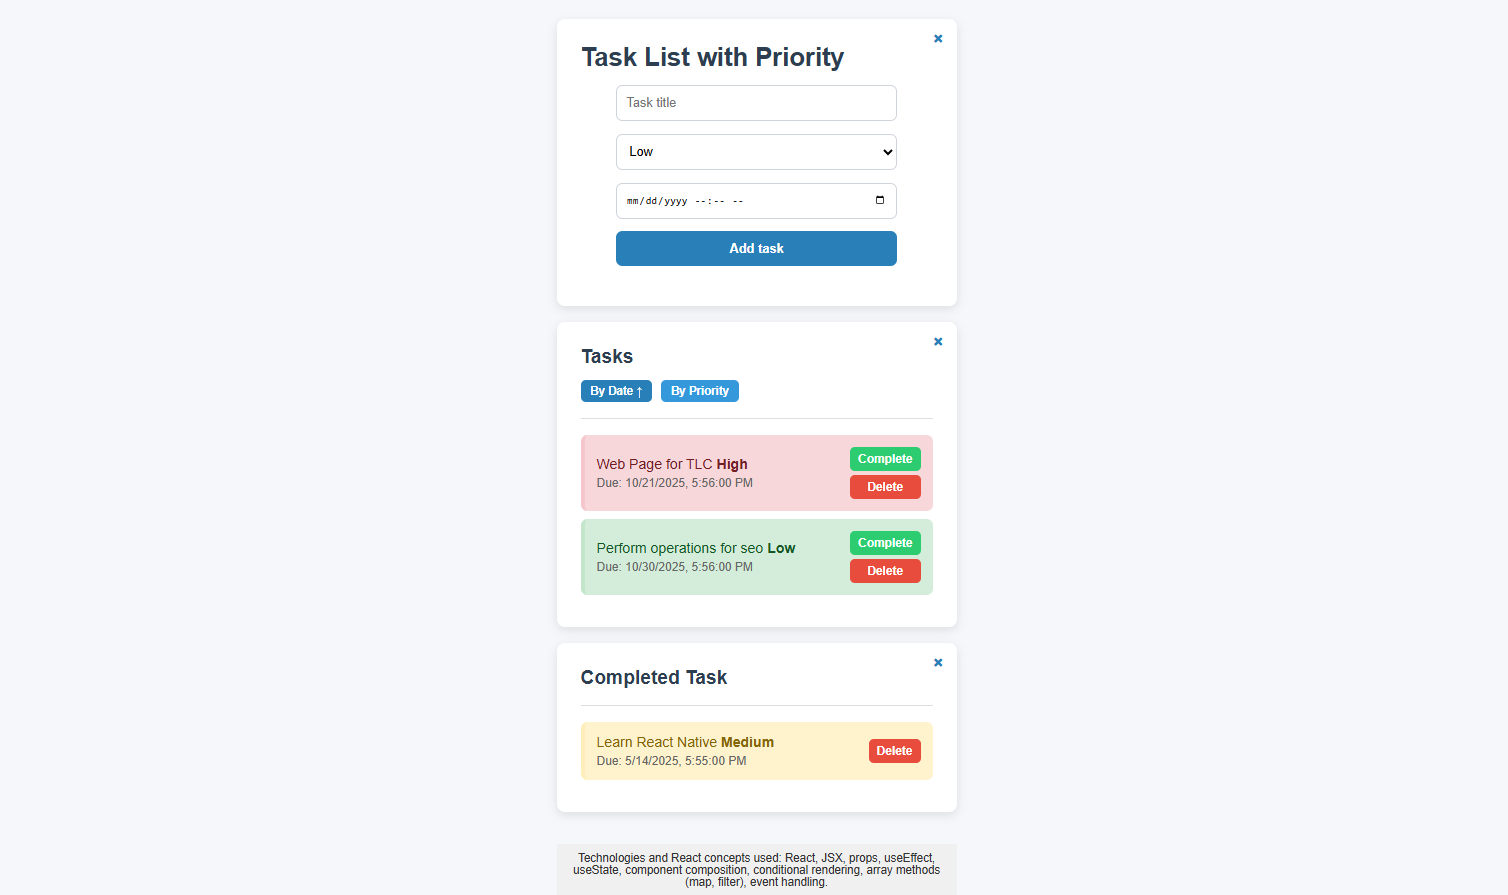 ×
Task List with Priority
Task title
Low
mm/dd/yyyy --:-- --
Add task
×
Tasks
By Date ↑ By Priority
Web Page for TLC High
Due: 10/21/2025, 5:56:00 PM
Complete
Delete
Perform operations for seo Low
Due: 10/30/2025, 5:56:00 PM
Complete
Delete
×
Completed Task
Learn React Native Medium
Due: 5/14/2025, 5:55:00 PM
Delete
Technologies and React concepts used: React, JSX, props, useEffect,
useState, component composition, conditional rendering, array methods
(map, filter), event handling.